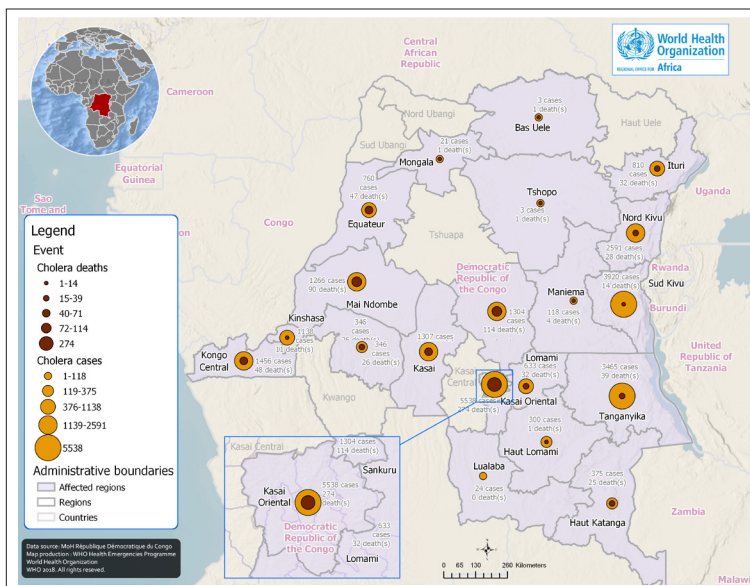 World Health
Organization
REGIONAL OFFICE FOR Africa
Central
African
Republic
Cameroon
Equatorial
Guinea
Sao
Tome and
Congo
Nord Ubangi
Sud Ubangi
Haut Uele
Uganda
Rwanda
Burundi
United
Republic of
Tanzania
Zambia
Malawi
Tshuapa
Kwango
Kasai Central
Democratic
Republic of
the Congo
3 cases
1 death(s)
Bas Uele
21 cases
1 death(s)
Mongala
810
cases
32 death(s)
Ituri
760
cases
47 death(s)
Equateur
Tshopo
3 cases
1 death(s)
Nord Kivu
2591 cases
28 death(s)
3920 cases
14 death(s)
Sud Kivu
1266 cases
90 death(s)
Mai Ndombe
Maniema
118 cases
4 death(s)
1304
cases
114 death(s)
Kinshasa
1138
cases
11 death(s)
Kongo
Central
1456 cases
48 death(s)
346
cases
346
cases
26 death(s)
1307 cases
Kasai
Lomami
633 cases
32 death(s)
Kasai Oriental
5538 cases
274 death(s)
3465 cases
39 death(s)
Tanganyika
300 cases
1 death(s)
Haut Lomami
Lualaba
24 cases
0 death(s)
375 cases
25 death(s)
Haut Katanga
Legend
Event
Cholera deaths
1-14
15-39
40-71
72-114
274
Cholera cases
1-118
119-375
376-1138
1139-2591
5538
Administrative boundaries
Affected regions
Regions
Countries
Data source: MoH République Démocratique du Congo
Map production : WHO Health Emergencies Programme
World Health Organization
WHO 2018. All rights reseved.
Kasai Central
1304 cases
114 death(s)
Sankuru
Kasai
Oriental
5538 cases
274
death(s)
Democratic
Republic of
the Congo
633
cases
32 death(s)
Lomami
0 65 130 260 Kilometers